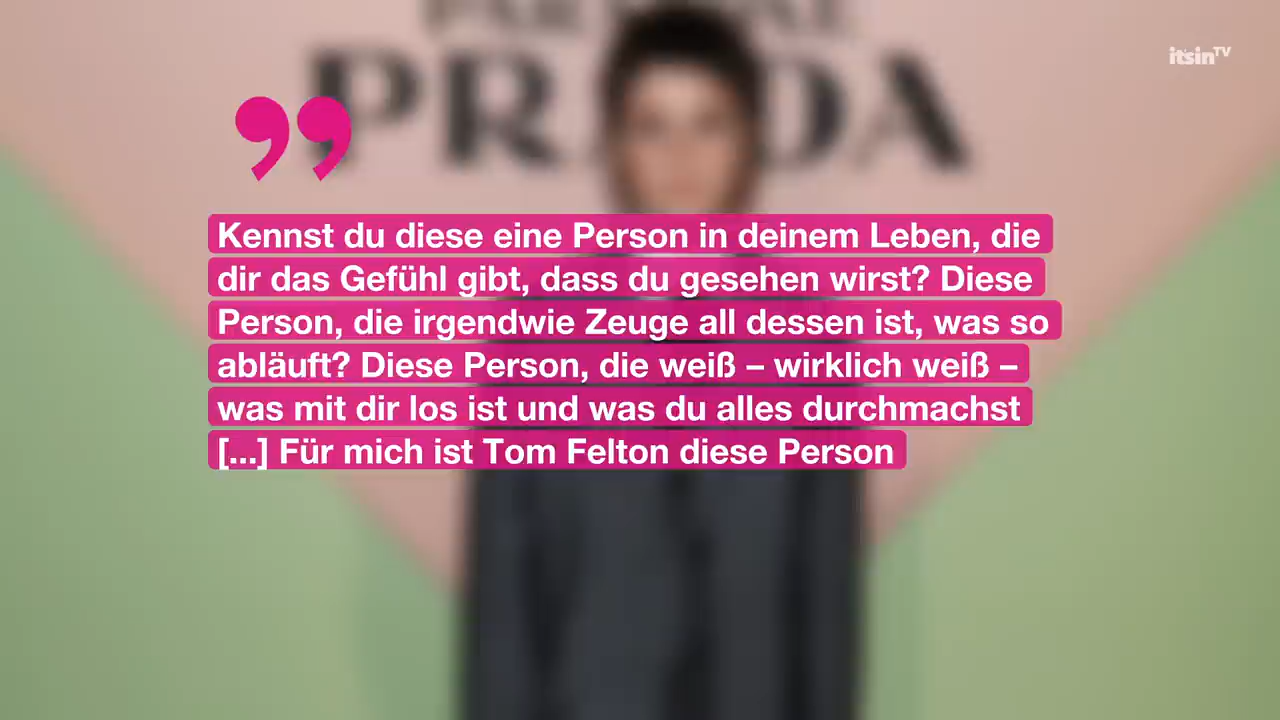 PRADA
itsinTV
Kennst du diese eine Person in deinem Leben, die
dir das Gefühl gibt, dass du gesehen wirst? Diese
Person, die irgendwie Zeuge all dessen ist, was so
abläuft? Diese Person, die weiß – wirklich weiß –
was mit dir los ist und was du alles durchmachst
[...] Für mich ist Tom Felton diese Person